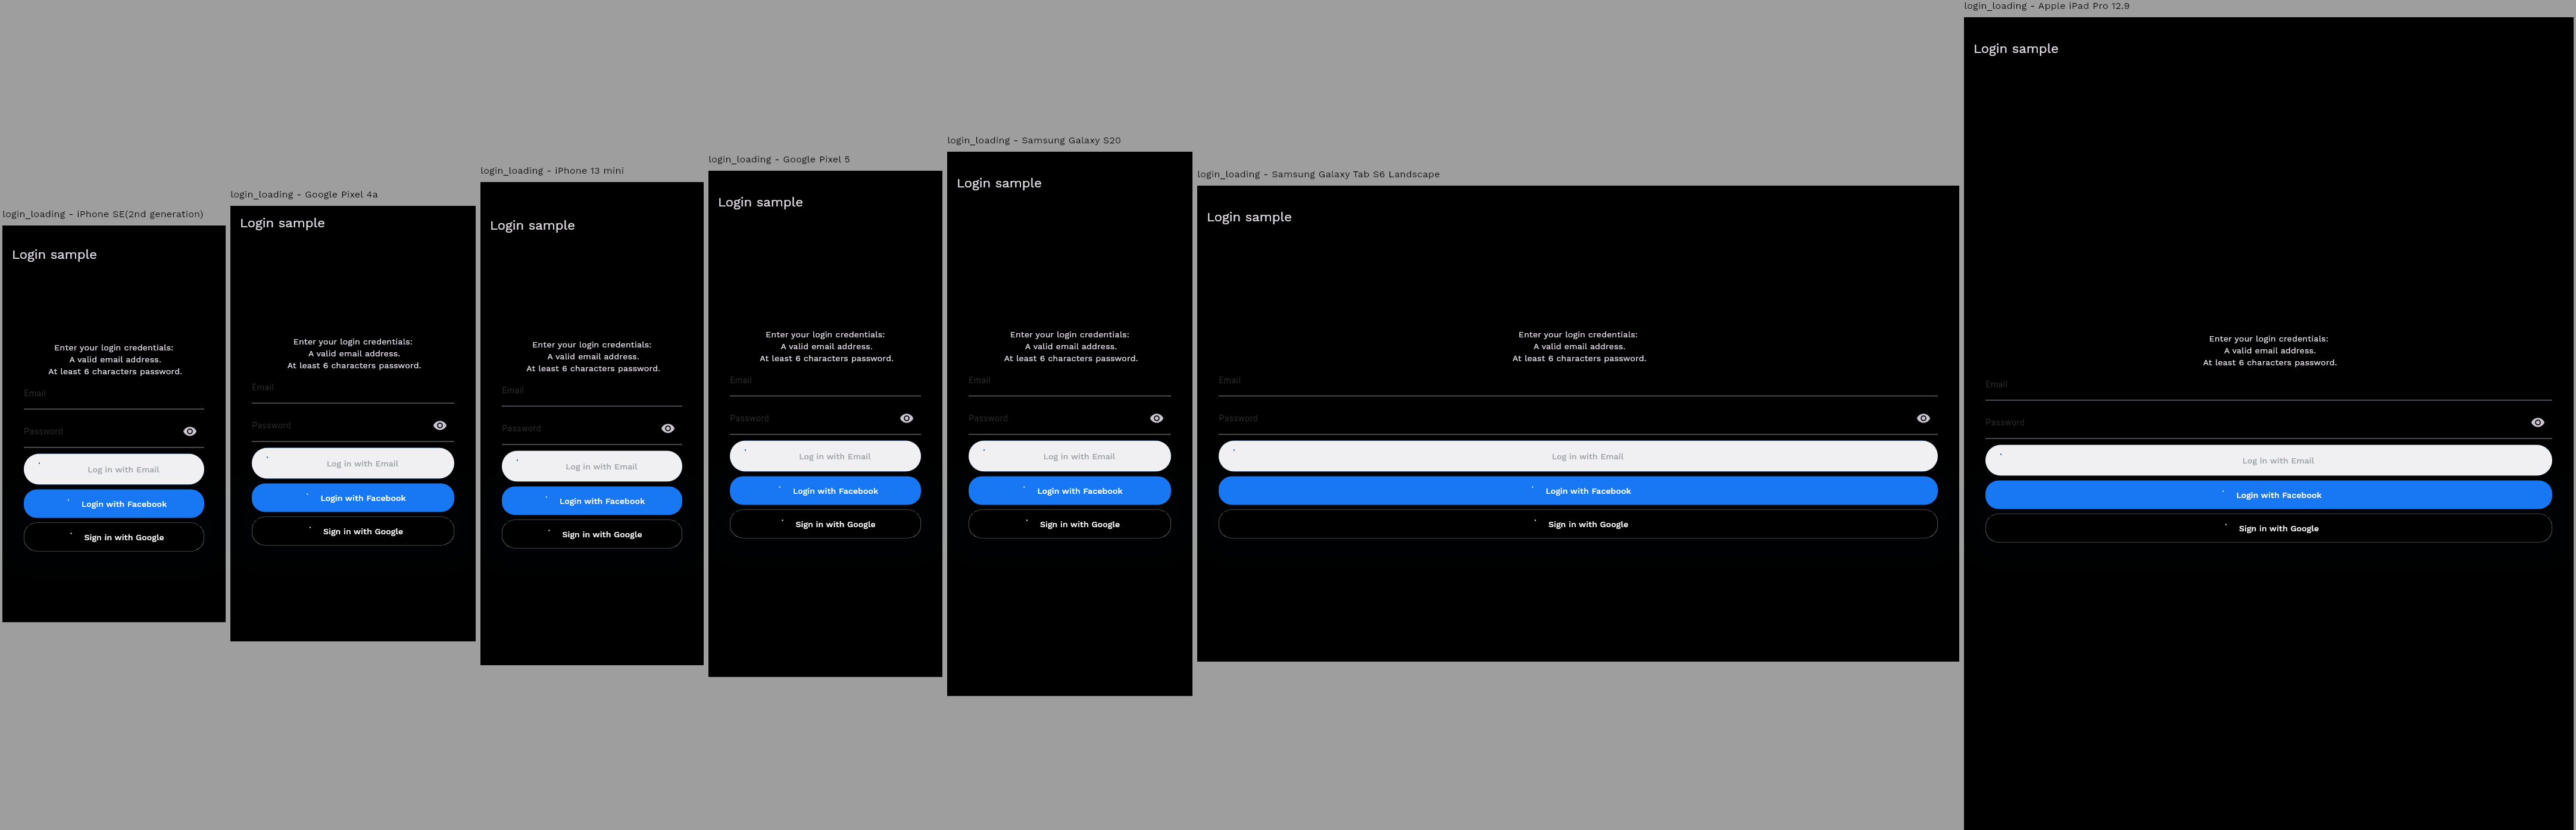 login_loading - iPhone SE(2nd generation)
Login sample
Enter your login credentials:
A valid email address.
At least 6 characters password.
Email
Password
Log in with Email
Login with Facebook
Sign in with Google
login_loading - Google Pixel 4a
Login sample
Enter your login credentials:
A valid email address.
At least 6 characters password.
Email
Password
Log in with Email
Login with Facebook
Sign in with Google
login_loading - iPhone 13 mini
Login sample
Enter your login credentials:
A valid email address.
At least 6 characters password.
Email
Password
Log in with Email
Login with Facebook
Sign in with Google
login_loading - Google Pixel 5
Login sample
Enter your login credentials:
A valid email address.
At least 6 characters password.
Email
Password
Log in with Email
Login with Facebook
Sign in with Google
login_loading - Samsung Galaxy S20
Login sample
Enter your login credentials:
A valid email address.
At least 6 characters password.
Email
Password
Log in with Email
Login with Facebook
Sign in with Google
login_loading - Samsung Galaxy Tab S6 Landscape
Login sample
Enter your login credentials:
A valid email address.
At least 6 characters password.
Email
Password
Log in with Email
Login with Facebook
Sign in with Google
login_loading - Apple iPad Pro 12.9
Login sample
Enter your login credentials:
A valid email address.
At least 6 characters password.
Email
Password
Log in with Email
Login with Facebook
Sign in with Google